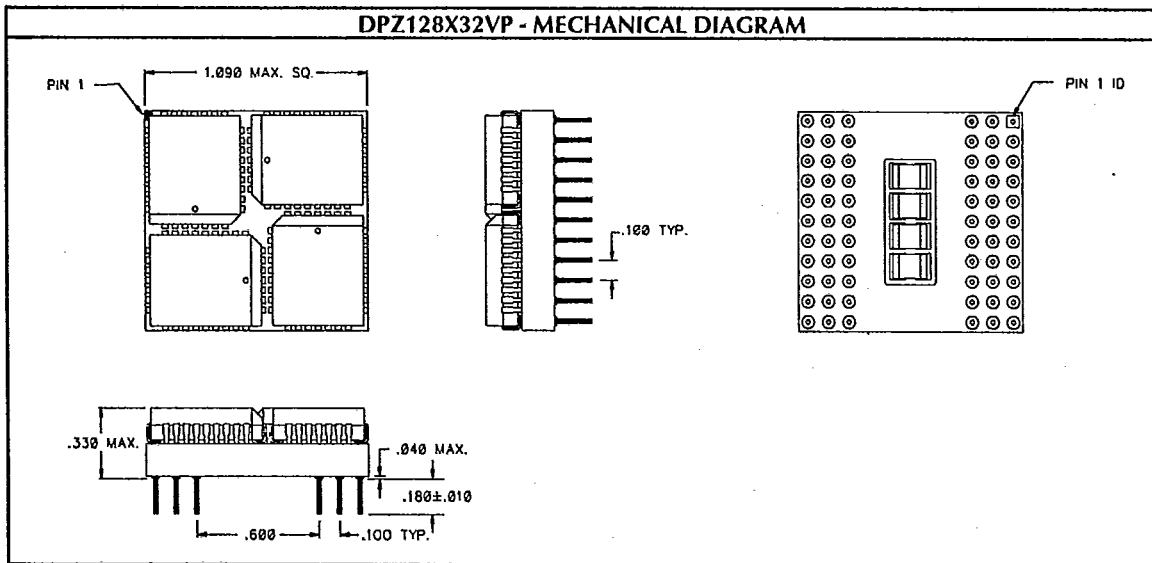 DPZ128X32VP - MECHANICAL DIAGRAM
PIN 1
1.090 MAX. SQ.
PIN 1 ID
.100 TYP.
.330 MAX.
.040 MAX.
.180±.010
.600
.100 TYP.